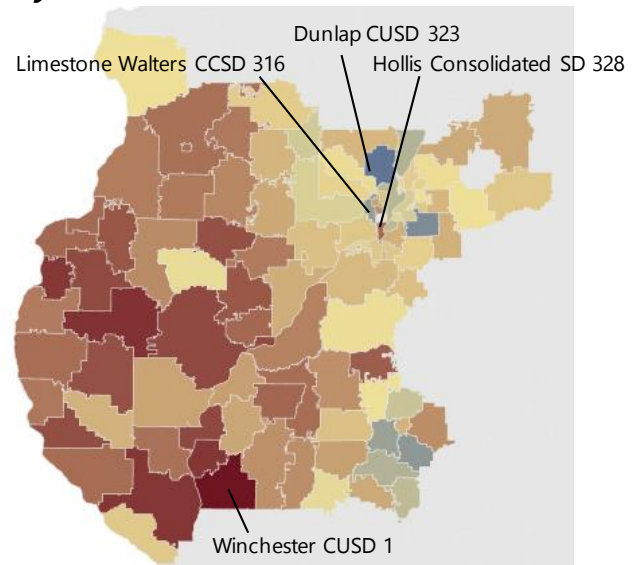 Dunlap CUSD 323
Limestone Walters CCSD 316
Hollis Consolidated SD 328
Winchester CUSD 1